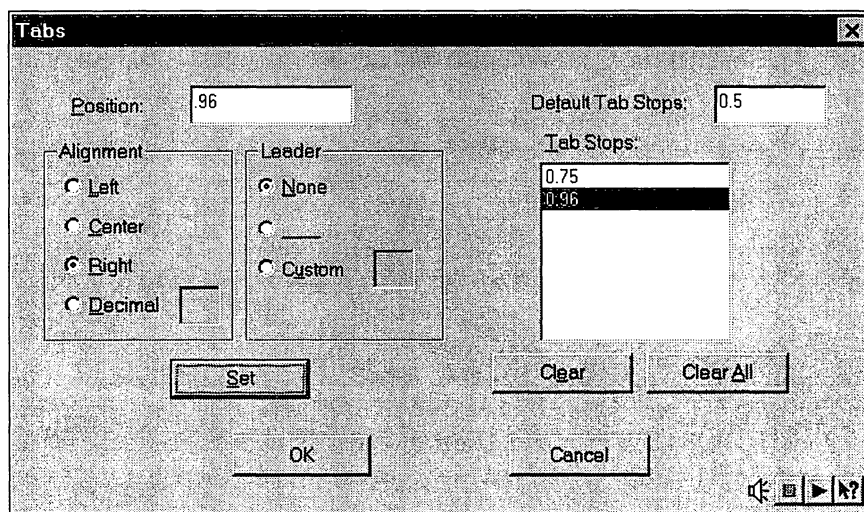 Tabs
Position: .96
Default Tab Stops: 0.5
Alignment
Left
Center
Right
Decimal
Leader
None
Custom
Tab Stops:
0.75
0.96
Set
Clear
Clear All
OK
Cancel
?